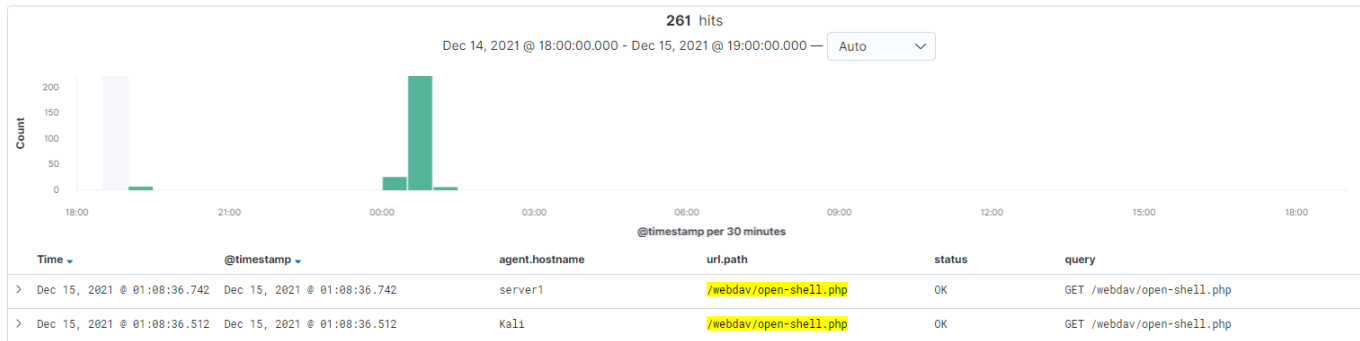 261 hits
Dec 14, 2021 @ 18:00:00.000 - Dec 15, 2021 @ 19:00:00.000 — Auto
Count
200
150
100
50
0
18:00 21:00 00:00 03:00 06:00 09:00 12:00 15:00 18:00
@timestamp per 30 minutes
Time @timestamp agent.hostname url.path status query
Dec 15, 2021 @ 01:08:36.742 Dec 15, 2021 @ 01:08:36.742 server1 /webdav/open-shell.php OK GET /webdav/open-shell.php
Dec 15, 2021 @ 01:08:36.512 Dec 15, 2021 @ 01:08:36.512 Kali /webdav/open-shell.php OK GET /webdav/open-shell.php